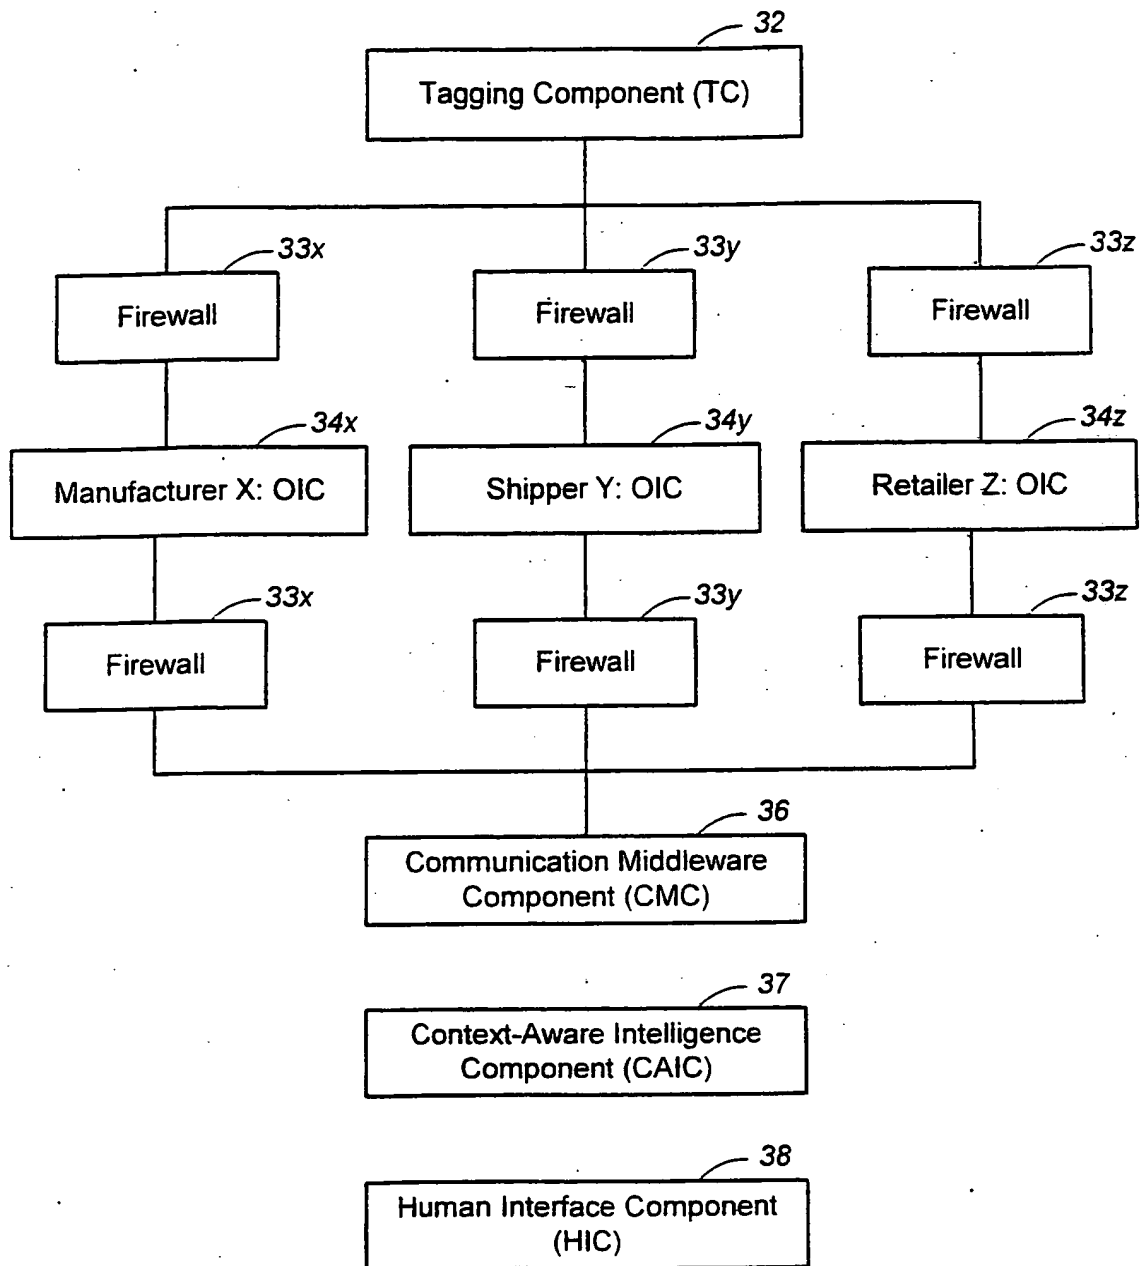 32
Tagging Component (TC)
33x
33y
33z
Firewall
Firewall
Firewall
34x
34y
34z
Manufacturer X: OIC
Shipper Y: OIC
Retailer Z: OIC
33x
33y
33z
Firewall
Firewall
Firewall
36
Communication Middleware
Component (CMC)
37
Context-Aware Intelligence
Component (CAIC)
38
Human Interface Component
(HIC)